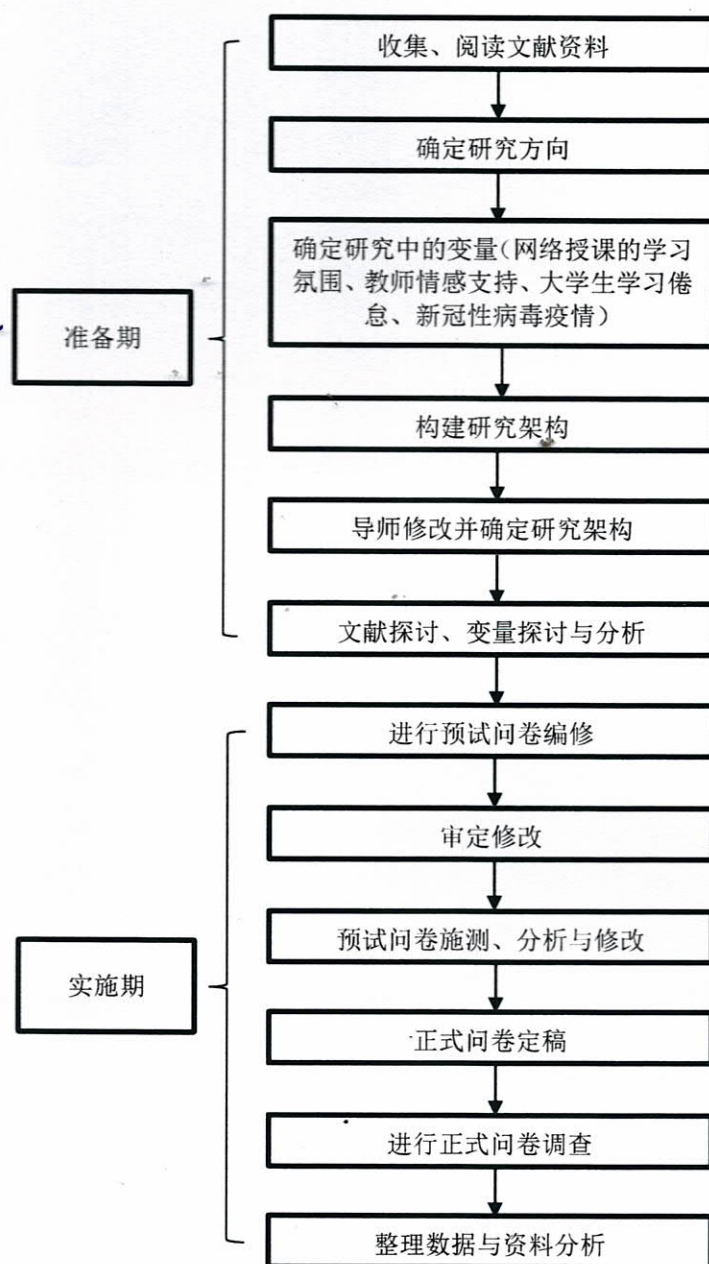 收集、阅读文献资料
确定研究方向
确定研究中的变量（网络授课的学习
氛围、教师情感支持、大学生学习倦
怠、新冠性病毒疫情）
准备期
构建研究架构
导师修改并确定研究架构
文献探讨、变量探讨与分析
进行预试问卷编修
审定修改
预试问卷施测、分析与修改
实施期
正式问卷定稿
进行正式问卷调查
整理数据与资料分析